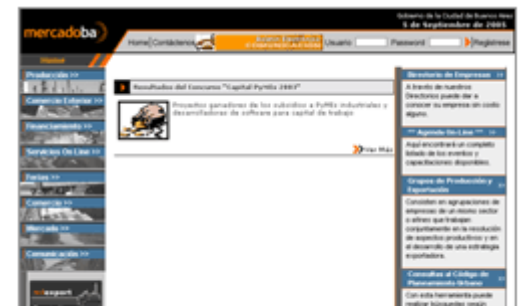 Gobierno de la Ciudad de Buenos Aires
5 de Septiembre de 2005
mercadoba
Home|Contáctenos
Usuario
Password
Regístrese
Home
Producción >>
Comercio Exterior >>
Financiamiento >>
Servicios On Line >>
Ferias >>
Comercio >>
Mercado >>
Comunicación >>
Resultados del Concurso "Capital PyMEs 2005"
Proyectos ganadores de los subsidios a PyMEs industriales y
desarrolladores de software para capital de trabajo
Ver Más
Directorio de Empresas >>
A través de nuestros
Directorios puede dar a
conocer su empresa sin costo
alguno.
** Agenda On Line ** >>
Aquí encontrará un completo
listado de los eventos y
capacitaciones disponibles.
Grupos de Producción y
Exportación >>
Consisten en agrupaciones de
empresas de un mismo sector
o afines que trabajan
conjuntamente en la resolución
de aspectos productivos y en
el desarrollo de una estrategia
exportadora.
Consultas al Código de
Planeamiento Urbano >>
Con esta herramienta puede
realizar búsquedas según